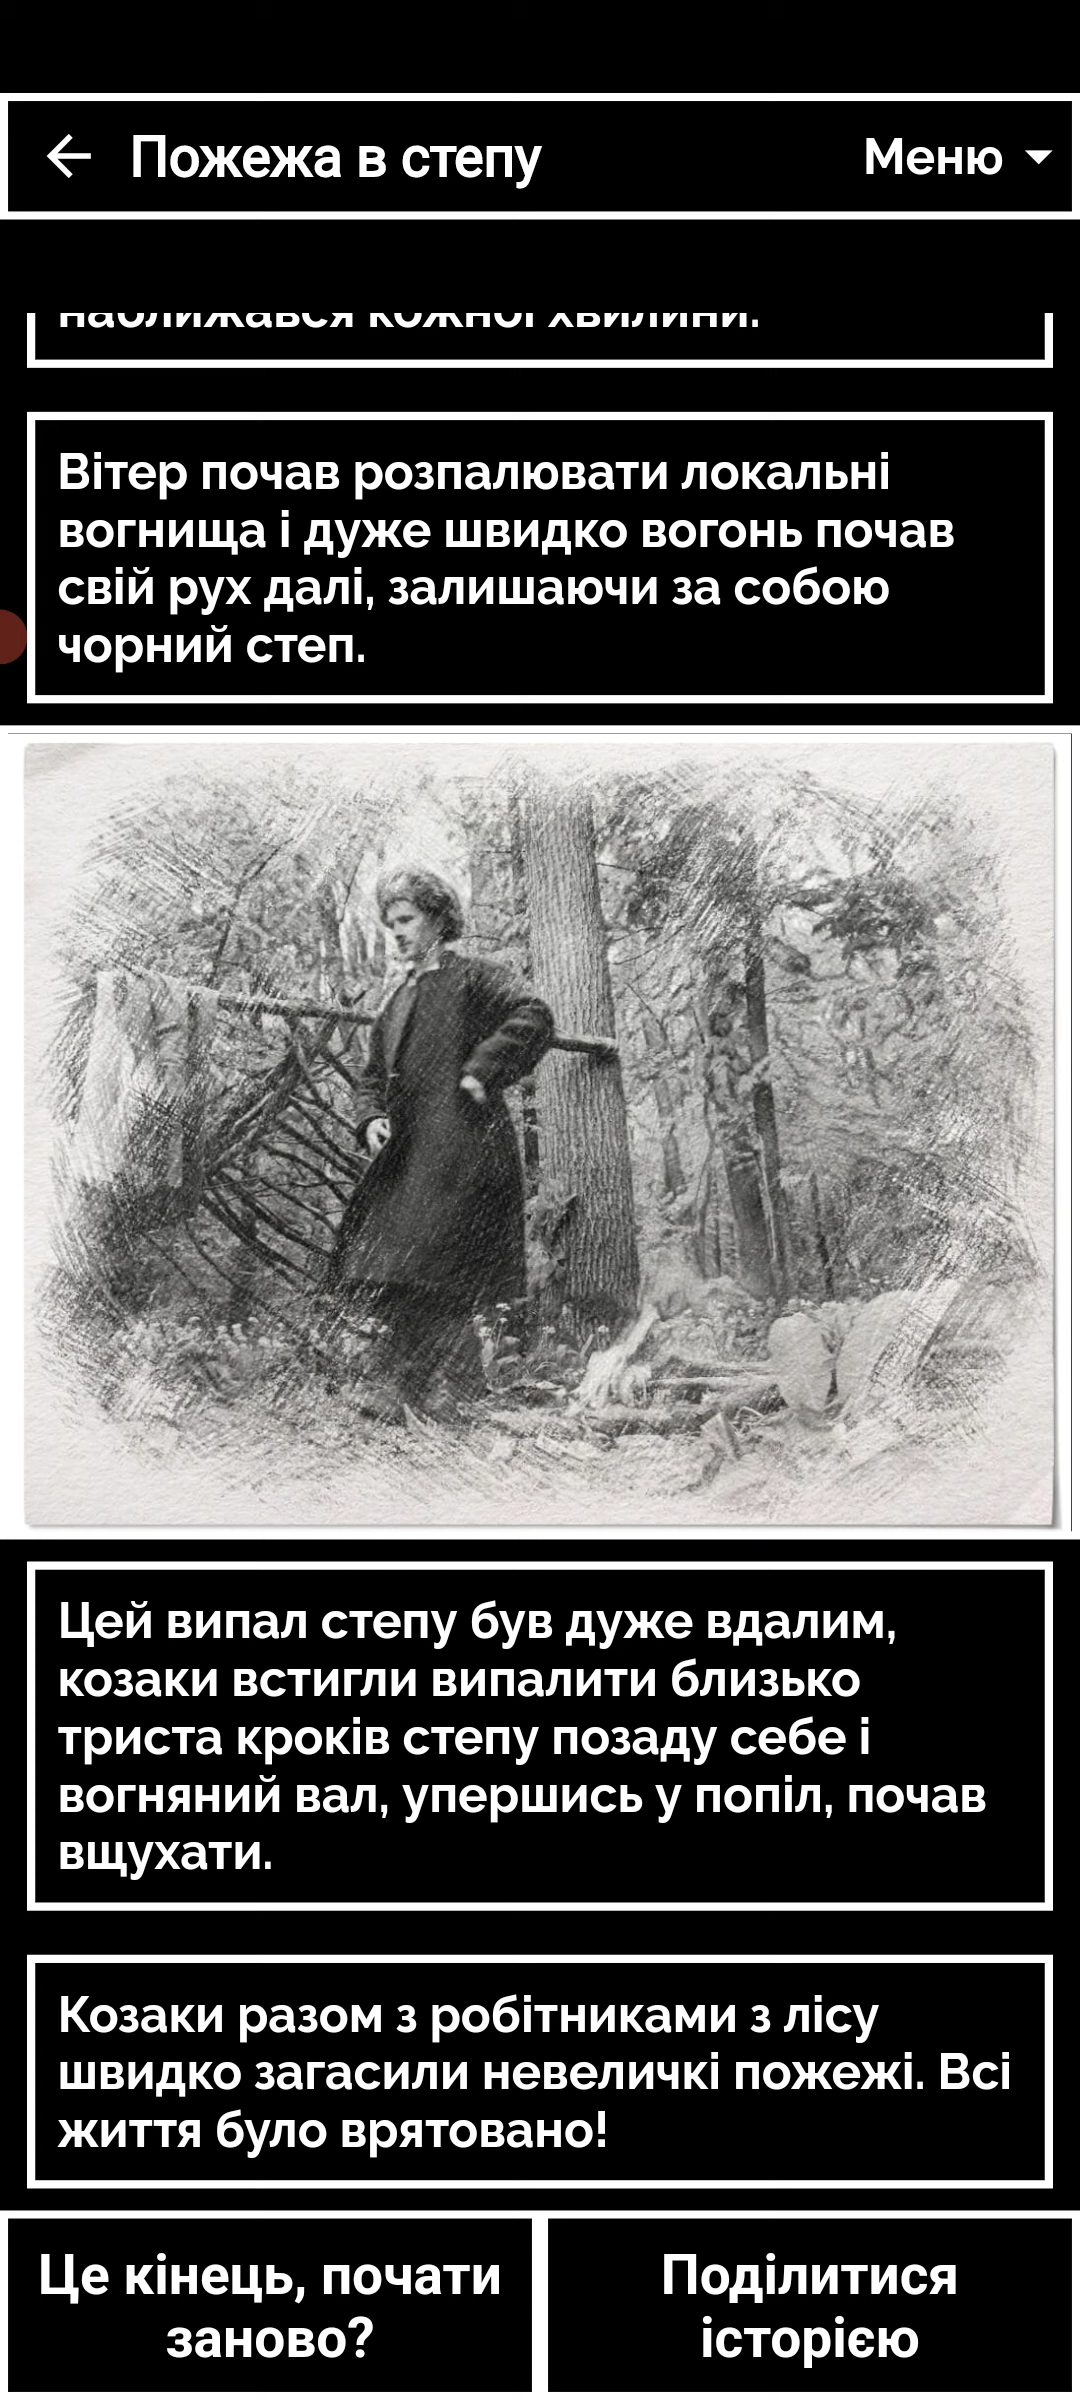 Пожежа в степу
Меню
наближався кожної хвилини.
Вітер почав розпалювати локальні
вогнища і дуже швидко вогонь почав
свій рух далі, залишаючи за собою
чорний степ.
Цей випал степу був дуже вдалим,
козаки встигли випалити близько
триста кроків степу позаду себе і
вогняний вал, упершись у попіл, почав
вщухати.
Козаки разом з робітниками з лісу
швидко загасили невеличкі пожежі. Всі
життя було врятовано!
Це кінець, почати
заново?
Поділитися
історією